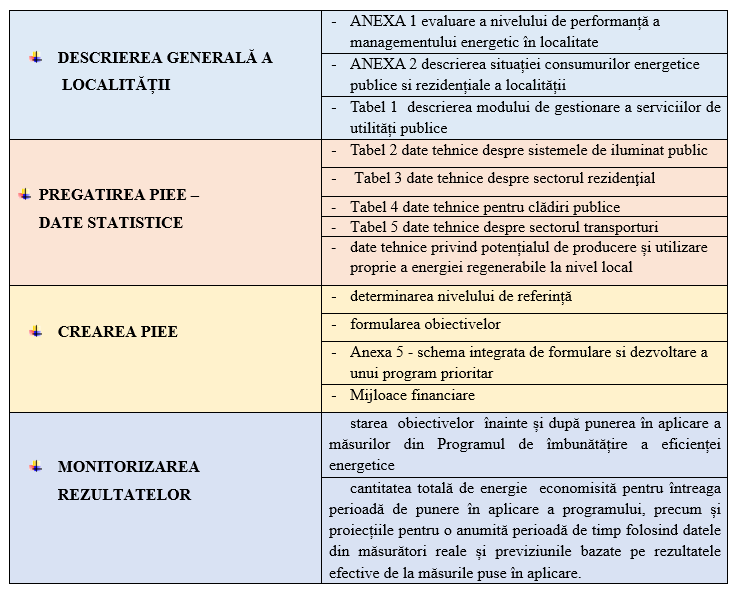 DESCRIEREA GENERALĂ A
LOCALITĂȚII
- ANEXA 1 evaluare a nivelului de performanță a
managementului energetic în localitate
- ANEXA 2 descrierea situației consumurilor energetice
publice si rezidențiale a localității
- Tabel 1 descrierea modului de gestionare a serviciilor de
utilități publice
PREGATIREA PIEE –
DATE STATISTICE
- Tabel 2 date tehnice despre sistemele de iluminat public
- Tabel 3 date tehnice despre sectorul rezidențial
- Tabel 4 date tehnice pentru clădiri publice
- Tabel 5 date tehnice despre sectorul transporturi
- date tehnice privind potențialul de producere și utilizare
proprie a energiei regenerabile la nivel local
CREAREA PIEE
- determinarea nivelului de referință
- formularea obiectivelor
- Anexa 5 - schema integrata de formulare si dezvoltare a
unui program prioritar
- Mijloace financiare
MONITORIZAREA
REZULTATELOR
starea obiectivelor înainte și după punerea în aplicare a
măsurilor din Programul de îmbunătățire a eficienței
energetice
cantitatea totală de energie economisită pentru întreaga
perioadă de punere în aplicare a programului, precum și
proiecțiile pentru o anumită perioadă de timp folosind datele
din măsurători reale și previziunile bazate pe rezultatele
efective de la măsurile puse în aplicare.